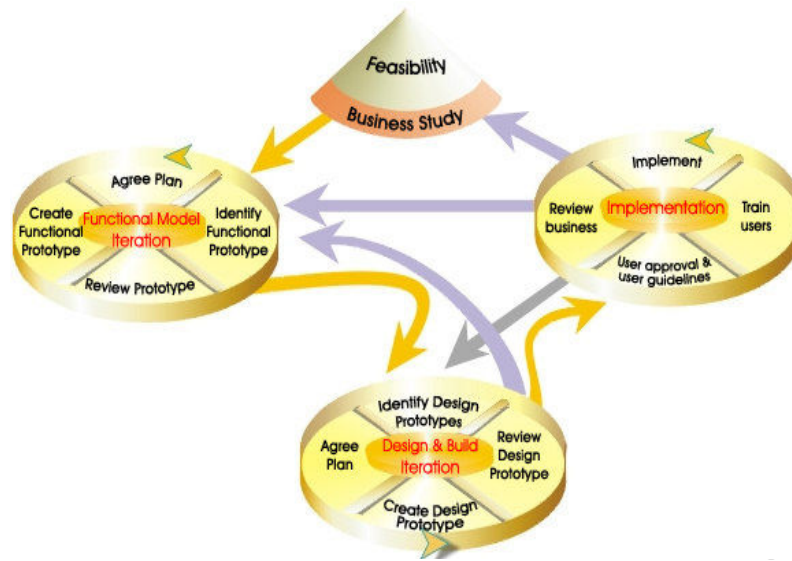 Feasibility
Business Study
Agree Plan
Create
Functional
Prototype
Functional Model
Iteration
Identify
Functional
Prototype
Review Prototype
Implement
Review
business
Implementation
Train
users
User approval &
user guidelines
Identify Design
Prototypes
Agree
Plan
Design & Build
Iteration
Review
Design
Prototype
Create Design
Prototype